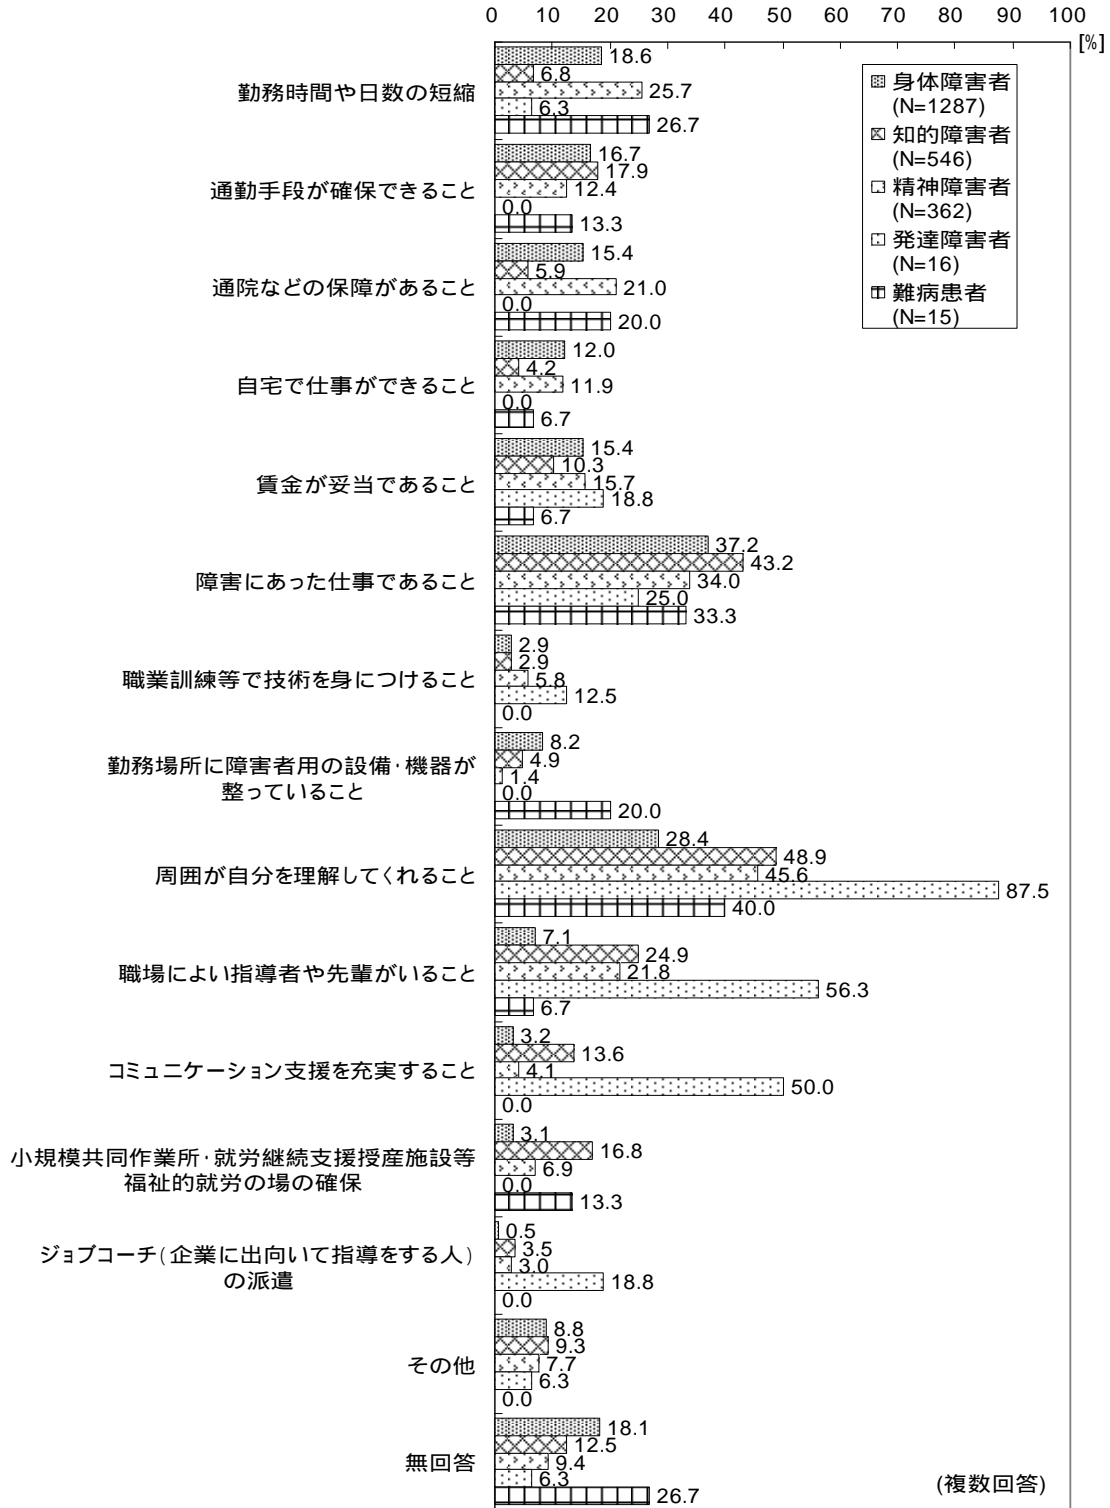 0 10 20 30 40 50 60 70 80 90 100
[%]
身体障害者
(N=1287)
知的障害者
(N=546)
精神障害者
(N=362)
発達障害者
(N=16)
難病患者
(N=15)
勤務時間や日数の短縮
18.6
6.8
25.7
6.3
26.7
通勤手段が確保できること
16.7
17.9
12.4
0.0
13.3
通院などの保障があること
15.4
5.9
21.0
0.0
20.0
自宅で仕事ができること
12.0
4.2
11.9
0.0
6.7
賃金が妥当であること
15.4
10.3
15.7
18.8
6.7
障害にあった仕事であること
37.2
43.2
34.0
25.0
33.3
職業訓練等で技術を身につけること
2.9
2.9
5.8
12.5
0.0
勤務場所に障害者用の設備・機器が
整っていること
8.2
4.9
1.4
0.0
20.0
周囲が自分を理解してくれること
28.4
48.9
45.6
87.5
40.0
職場によい指導者や先輩がいること
7.1
24.9
21.8
56.3
6.7
コミュニケーション支援を充実すること
3.2
13.6
4.1
50.0
0.0
小規模共同作業所・就労継続支援授産施設等
福祉的就労の場の確保
3.1
16.8
6.9
0.0
13.3
ジョブコーチ(企業に出向いて指導をする人)
の派遣
0.5
3.5
3.0
18.8
0.0
その他
8.8
9.3
7.7
6.3
0.0
無回答
18.1
12.5
9.4
6.3
26.7
(複数回答)